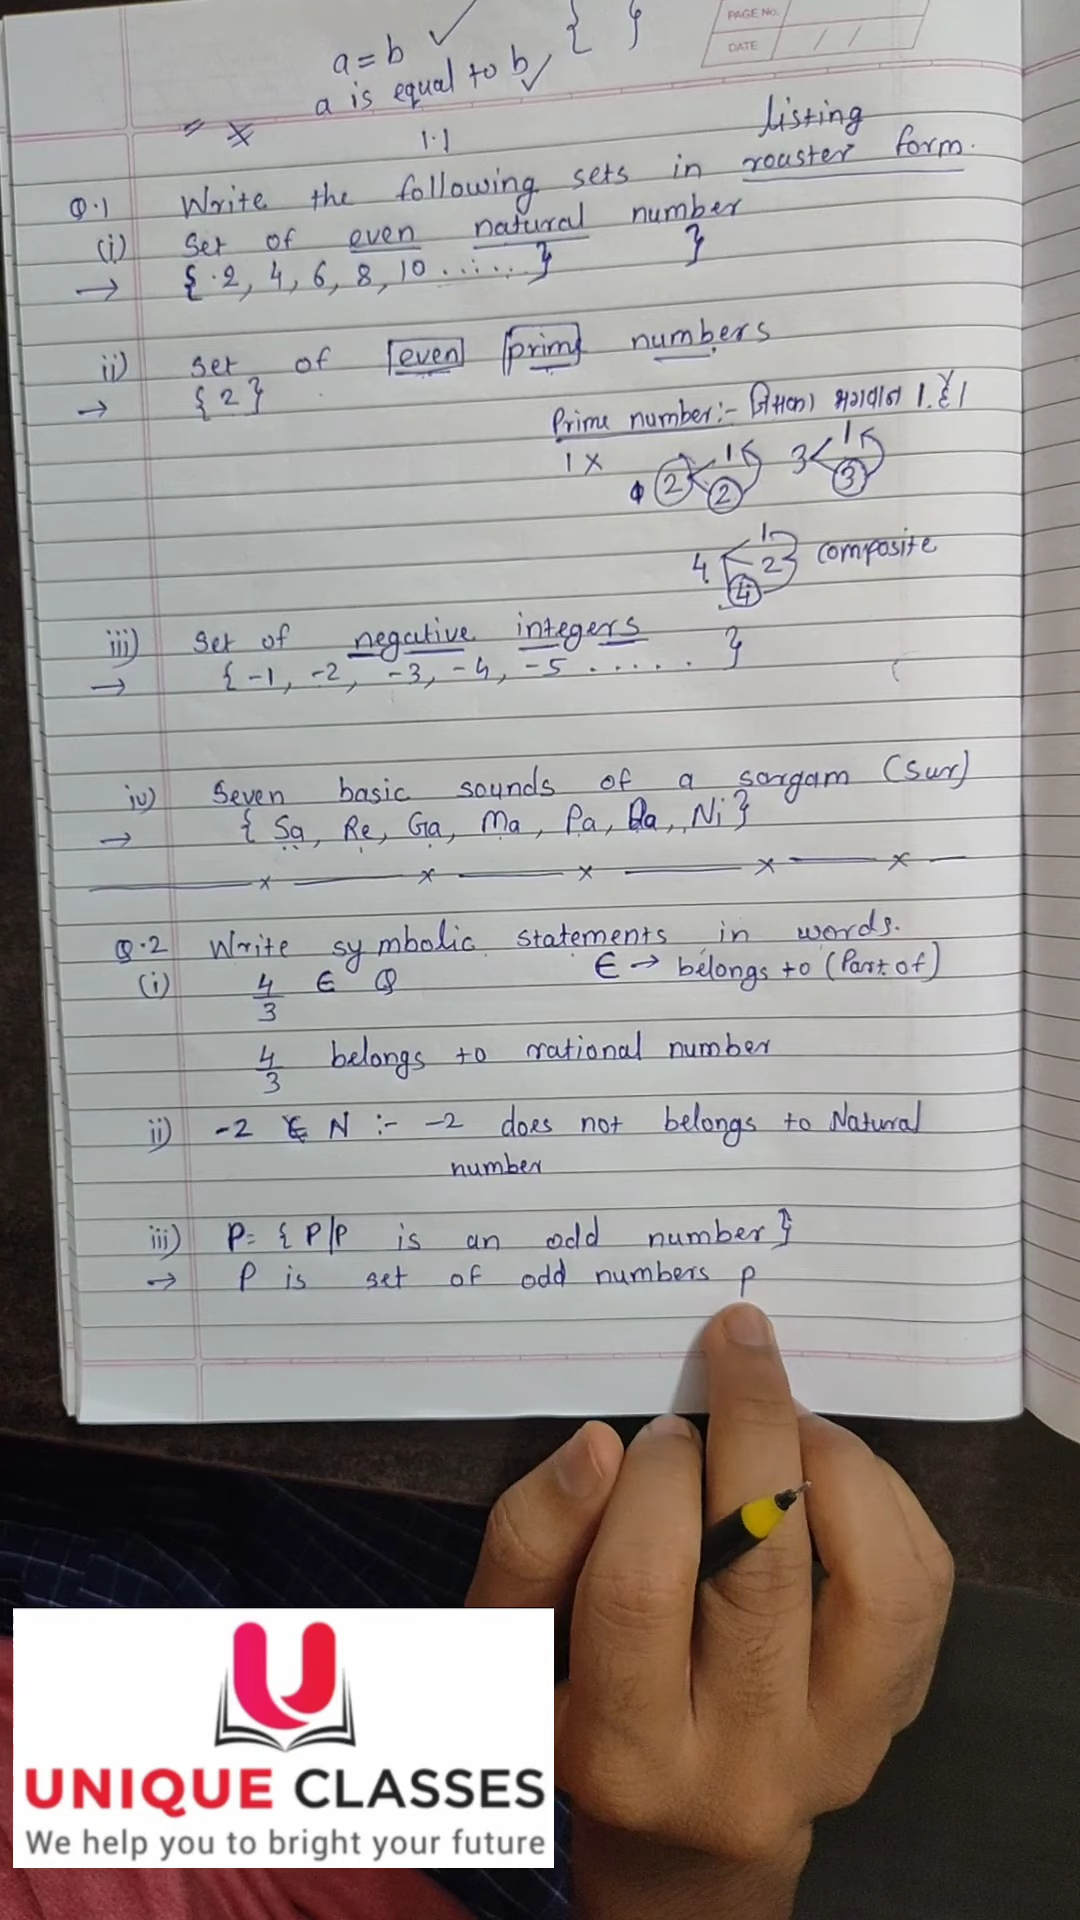 a = b ✓ { }
PAGE No.
DATE / /
a is equal to b ✓
1.1
listing
Q.1 Write the following sets in rouster form.
(i) Set of even natural number
→ {2, 4, 6, 8, 10 ...... } }
ii) set of even prim numbers
→ {2}
Prime number:- भगवान 1.
1 × 2 1 2 3 1 3
4 1 2 4 composite
iii) Set of negative integers
→ {-1, -2, -3, -4, -5 ...... }
iv) Seven basic sounds of a sargam (Sur)
→ { Sa, Re, Ga, Ma, Pa, Da, Ni }
Q.2 Write symbolic statements in words.
(i) 4/3 ∈ Q ∈ → belongs to (Part of)
4/3 belongs to rational number
ii) -2 ∉ N :- -2 does not belongs to Natural
number
iii) P = { P/P is an odd number }
→ P is set of odd numbers p
UNIQUE CLASSES
We help you to bright your future